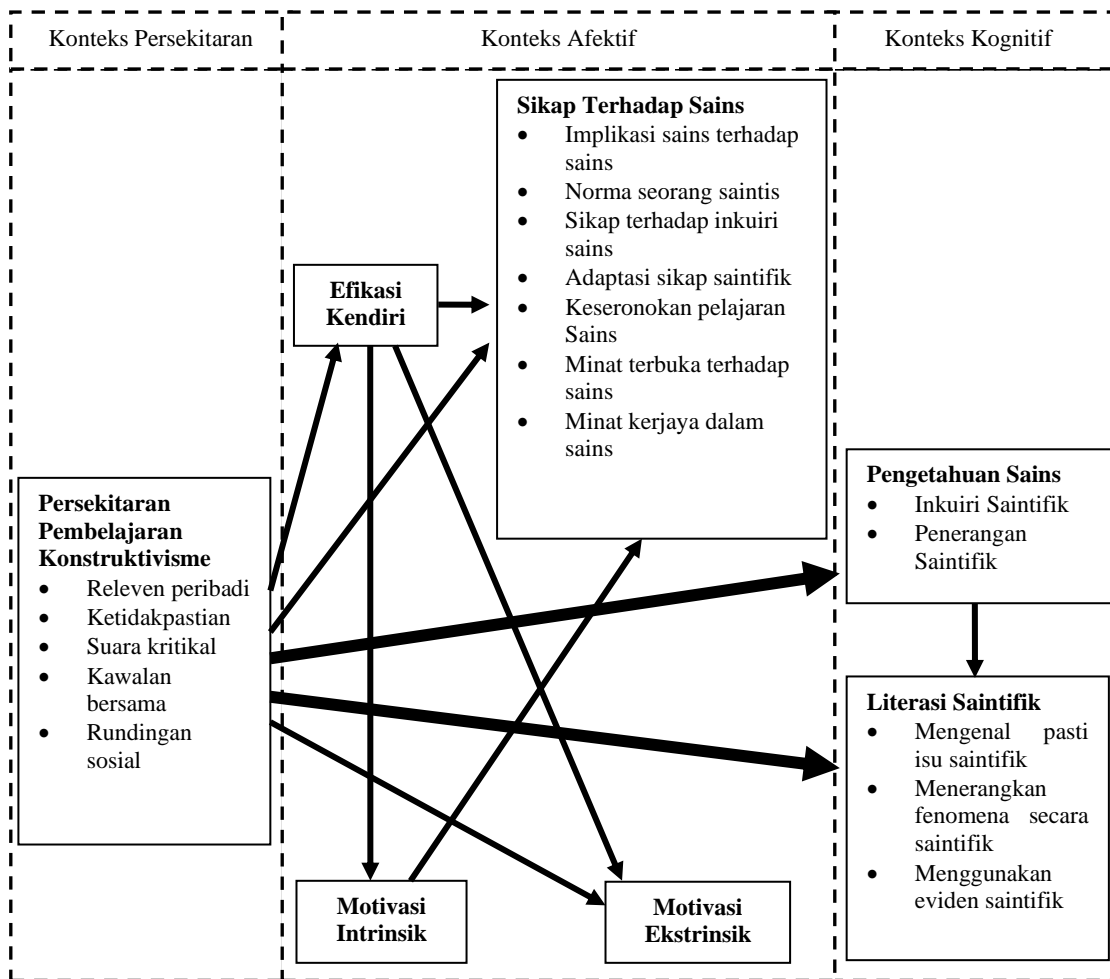 Konteks Persekitaran
Konteks Afektif
Konteks Kognitif
Sikap Terhadap Sains
• Implikasi sains terhadap
sains
• Norma seorang saintis
• Sikap terhadap inkuiri
sains
• Adaptasi sikap saintifik
• Keseronokan pelajaran
Sains
• Minat terbuka terhadap
sains
• Minat kerjaya dalam
sains
Efikasi
Kendiri
Persekitaran
Pembelajaran
Konstruktivisme
• Releven peribadi
• Ketidakpastian
• Suara kritikal
• Kawalan
bersama
• Rundingan
sosial
Pengetahuan Sains
• Inkuiri Saintifik
• Penerangan
Saintifik
Literasi Saintifik
• Mengenal pasti
isu saintifik
• Menerangkan
fenomena secara
saintifik
• Menggunakan
eviden saintifik
Motivasi
Intrinsik
Motivasi
Ekstrinsik